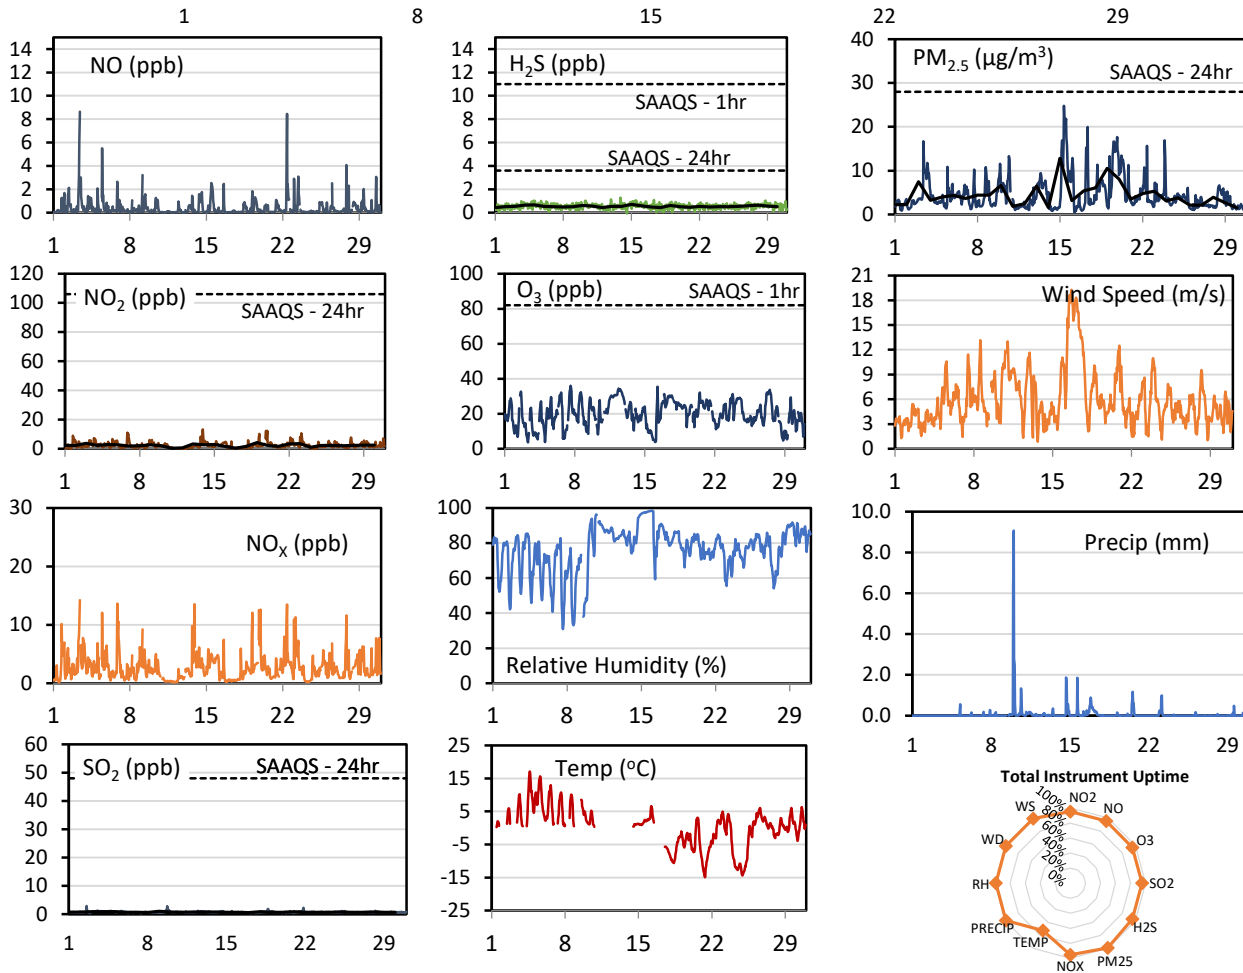 1 8 15 22 29
NO (ppb)
14
12
10
8
6
4
2
0
1 8 15 22 29
H2S (ppb)
SAAQS - 1hr
SAAQS - 24hr
14
12
10
8
6
4
2
0
1 8 15 22 29
PM2.5 (µg/m³)
SAAQS - 24hr
40
30
20
10
0
1 8 15 22 29
NO2 (ppb)
SAAQS - 24hr
120
100
80
60
40
20
0
1 8 15 22 29
O3 (ppb)
SAAQS - 1hr
100
80
60
40
20
0
1 8 15 22 29
Wind Speed (m/s)
21
18
15
12
9
6
3
0
1 8 15 22 29
NOX (ppb)
30
20
10
0
1 8 15 22 29
Relative Humidity (%)
100
80
60
40
20
0
1 8 15 22 29
Precip (mm)
10.0
8.0
6.0
4.0
2.0
0.0
1 8 15 22 29
SO2 (ppb)
SAAQS - 24hr
60
50
40
30
20
10
0
1 8 15 22 29
Temp (oC)
25
15
5
-5
-15
-25
1 8 15 22 29
Total Instrument Uptime
100%
80%
60%
40%
20%
0%
NO2
NO
O3
SO2
H2S
PM25
NOX
TEMP
PRECIP
RH
WD
WS